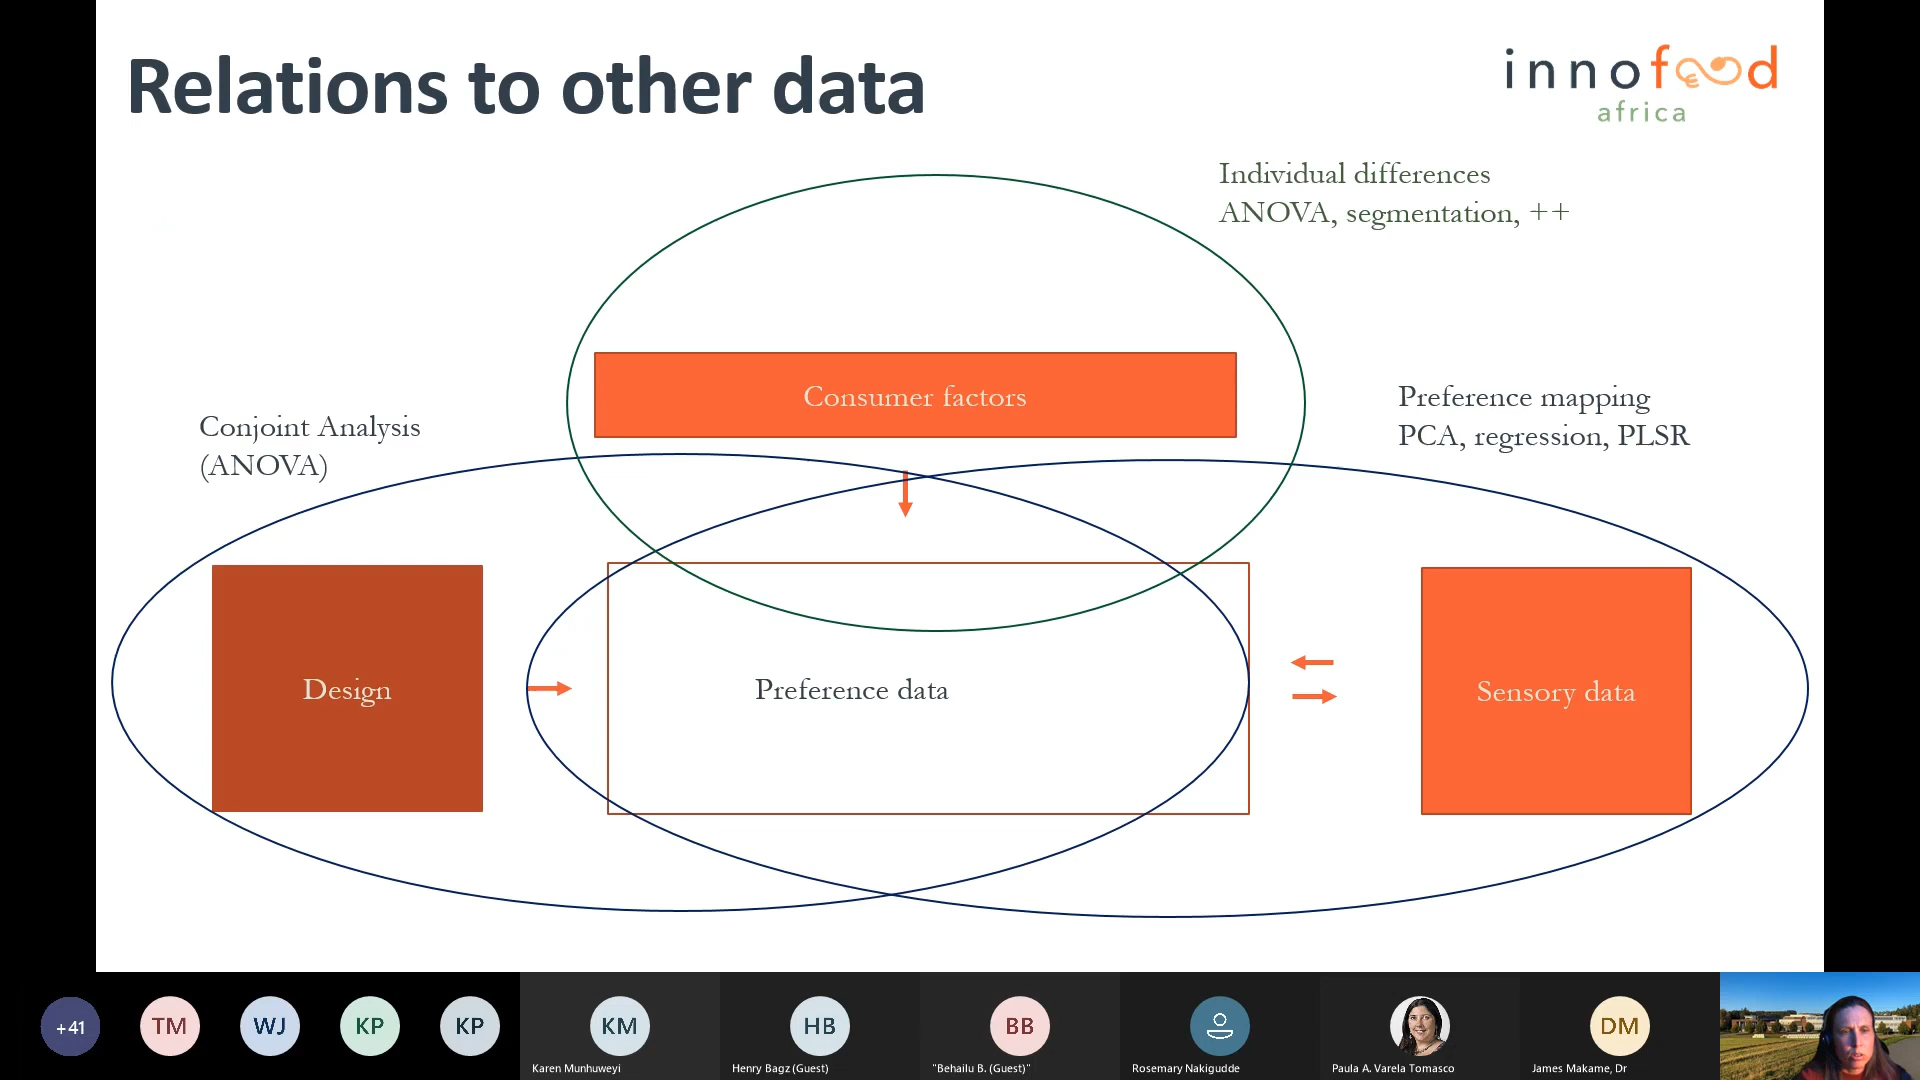 Relations to other data
innofood
africa
Individual differences
ANOVA, segmentation, ++
Consumer factors
Conjoint Analysis
(ANOVA)
Preference mapping
PCA, regression, PLSR
Design
Preference data
Sensory data
+41
TM
WJ
KP
KP
KM
HB
BB
DM
Karen Munhuweyi
Henry Bagz (Guest)
"Behailu B. (Guest)"
Rosemary Nakigudde
Paula A. Varela Tomasco
James Makame, Dr